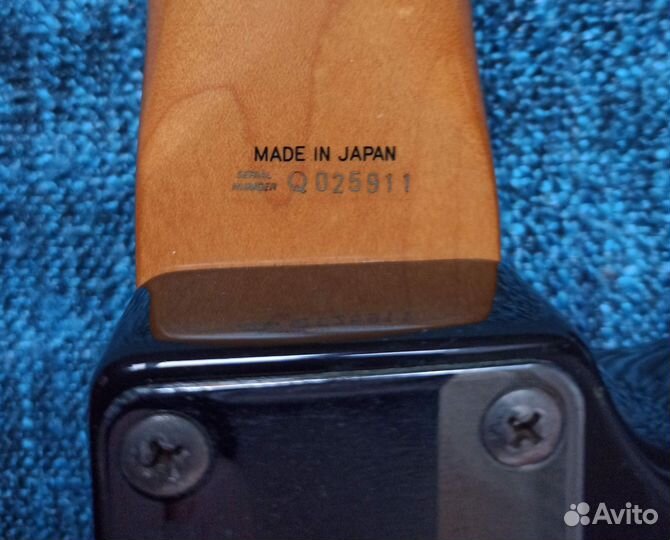 MADE IN JAPAN
SERIAL
NUMBER Q025911
Avito